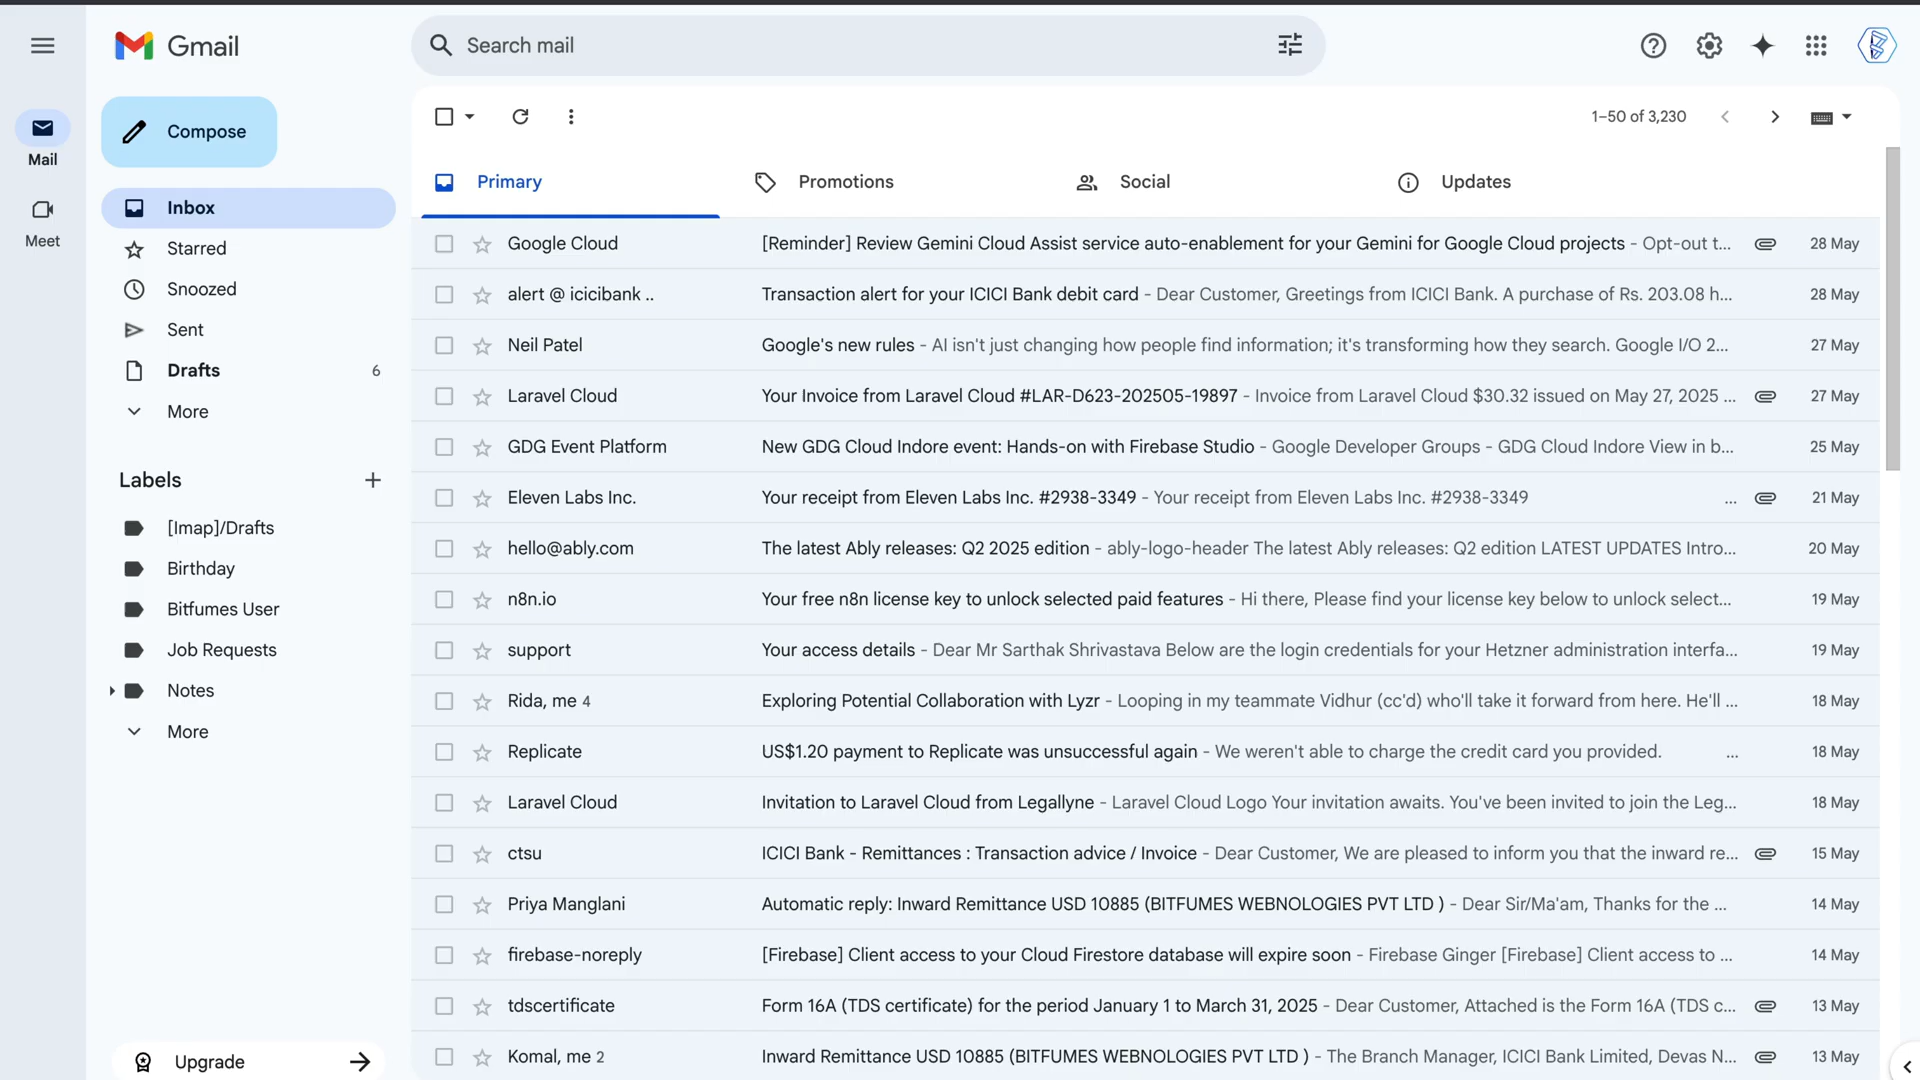 Gmail
Search mail
Mail
Meet
Compose
Inbox
Starred
Snoozed
Sent
Drafts 6
More
Labels
[Imap]/Drafts
Birthday
Bitfumes User
Job Requests
Notes
More
Upgrade
1–50 of 3,230
Primary Promotions Social Updates
Google Cloud [Reminder] Review Gemini Cloud Assist service auto-enablement for your Gemini for Google Cloud projects - Opt-out t... 28 May
alert @ icicibank .. Transaction alert for your ICICI Bank debit card - Dear Customer, Greetings from ICICI Bank. A purchase of Rs. 203.08 h... 28 May
Neil Patel Google's new rules - AI isn't just changing how people find information; it's transforming how they search. Google I/O 2... 27 May
Laravel Cloud Your Invoice from Laravel Cloud #LAR-D623-202505-19897 - Invoice from Laravel Cloud $30.32 issued on May 27, 2025 ... 27 May
GDG Event Platform New GDG Cloud Indore event: Hands-on with Firebase Studio - Google Developer Groups - GDG Cloud Indore View in b... 25 May
Eleven Labs Inc. Your receipt from Eleven Labs Inc. #2938-3349 - Your receipt from Eleven Labs Inc. #2938-3349 ... 21 May
hello@ably.com The latest Ably releases: Q2 2025 edition - ably-logo-header The latest Ably releases: Q2 edition LATEST UPDATES Intro... 20 May
n8n.io Your free n8n license key to unlock selected paid features - Hi there, Please find your license key below to unlock select... 19 May
support Your access details - Dear Mr Sarthak Shrivastava Below are the login credentials for your Hetzner administration interfa... 19 May
Rida, me 4 Exploring Potential Collaboration with Lyzr - Looping in my teammate Vidhur (cc'd) who'll take it forward from here. He'll ... 18 May
Replicate US$1.20 payment to Replicate was unsuccessful again - We weren't able to charge the credit card you provided. ... 18 May
Laravel Cloud Invitation to Laravel Cloud from Legallyne - Laravel Cloud Logo Your invitation awaits. You've been invited to join the Leg... 18 May
ctsu ICICI Bank - Remittances : Transaction advice / Invoice - Dear Customer, We are pleased to inform you that the inward re... 15 May
Priya Manglani Automatic reply: Inward Remittance USD 10885 (BITFUMES WEBNOLOGIES PVT LTD ) - Dear Sir/Ma'am, Thanks for the ... 14 May
firebase-noreply [Firebase] Client access to your Cloud Firestore database will expire soon - Firebase Ginger [Firebase] Client access to ... 14 May
tdscertificate Form 16A (TDS certificate) for the period January 1 to March 31, 2025 - Dear Customer, Attached is the Form 16A (TDS c... 13 May
Komal, me 2 Inward Remittance USD 10885 (BITFUMES WEBNOLOGIES PVT LTD ) - The Branch Manager, ICICI Bank Limited, Devas N... 13 May